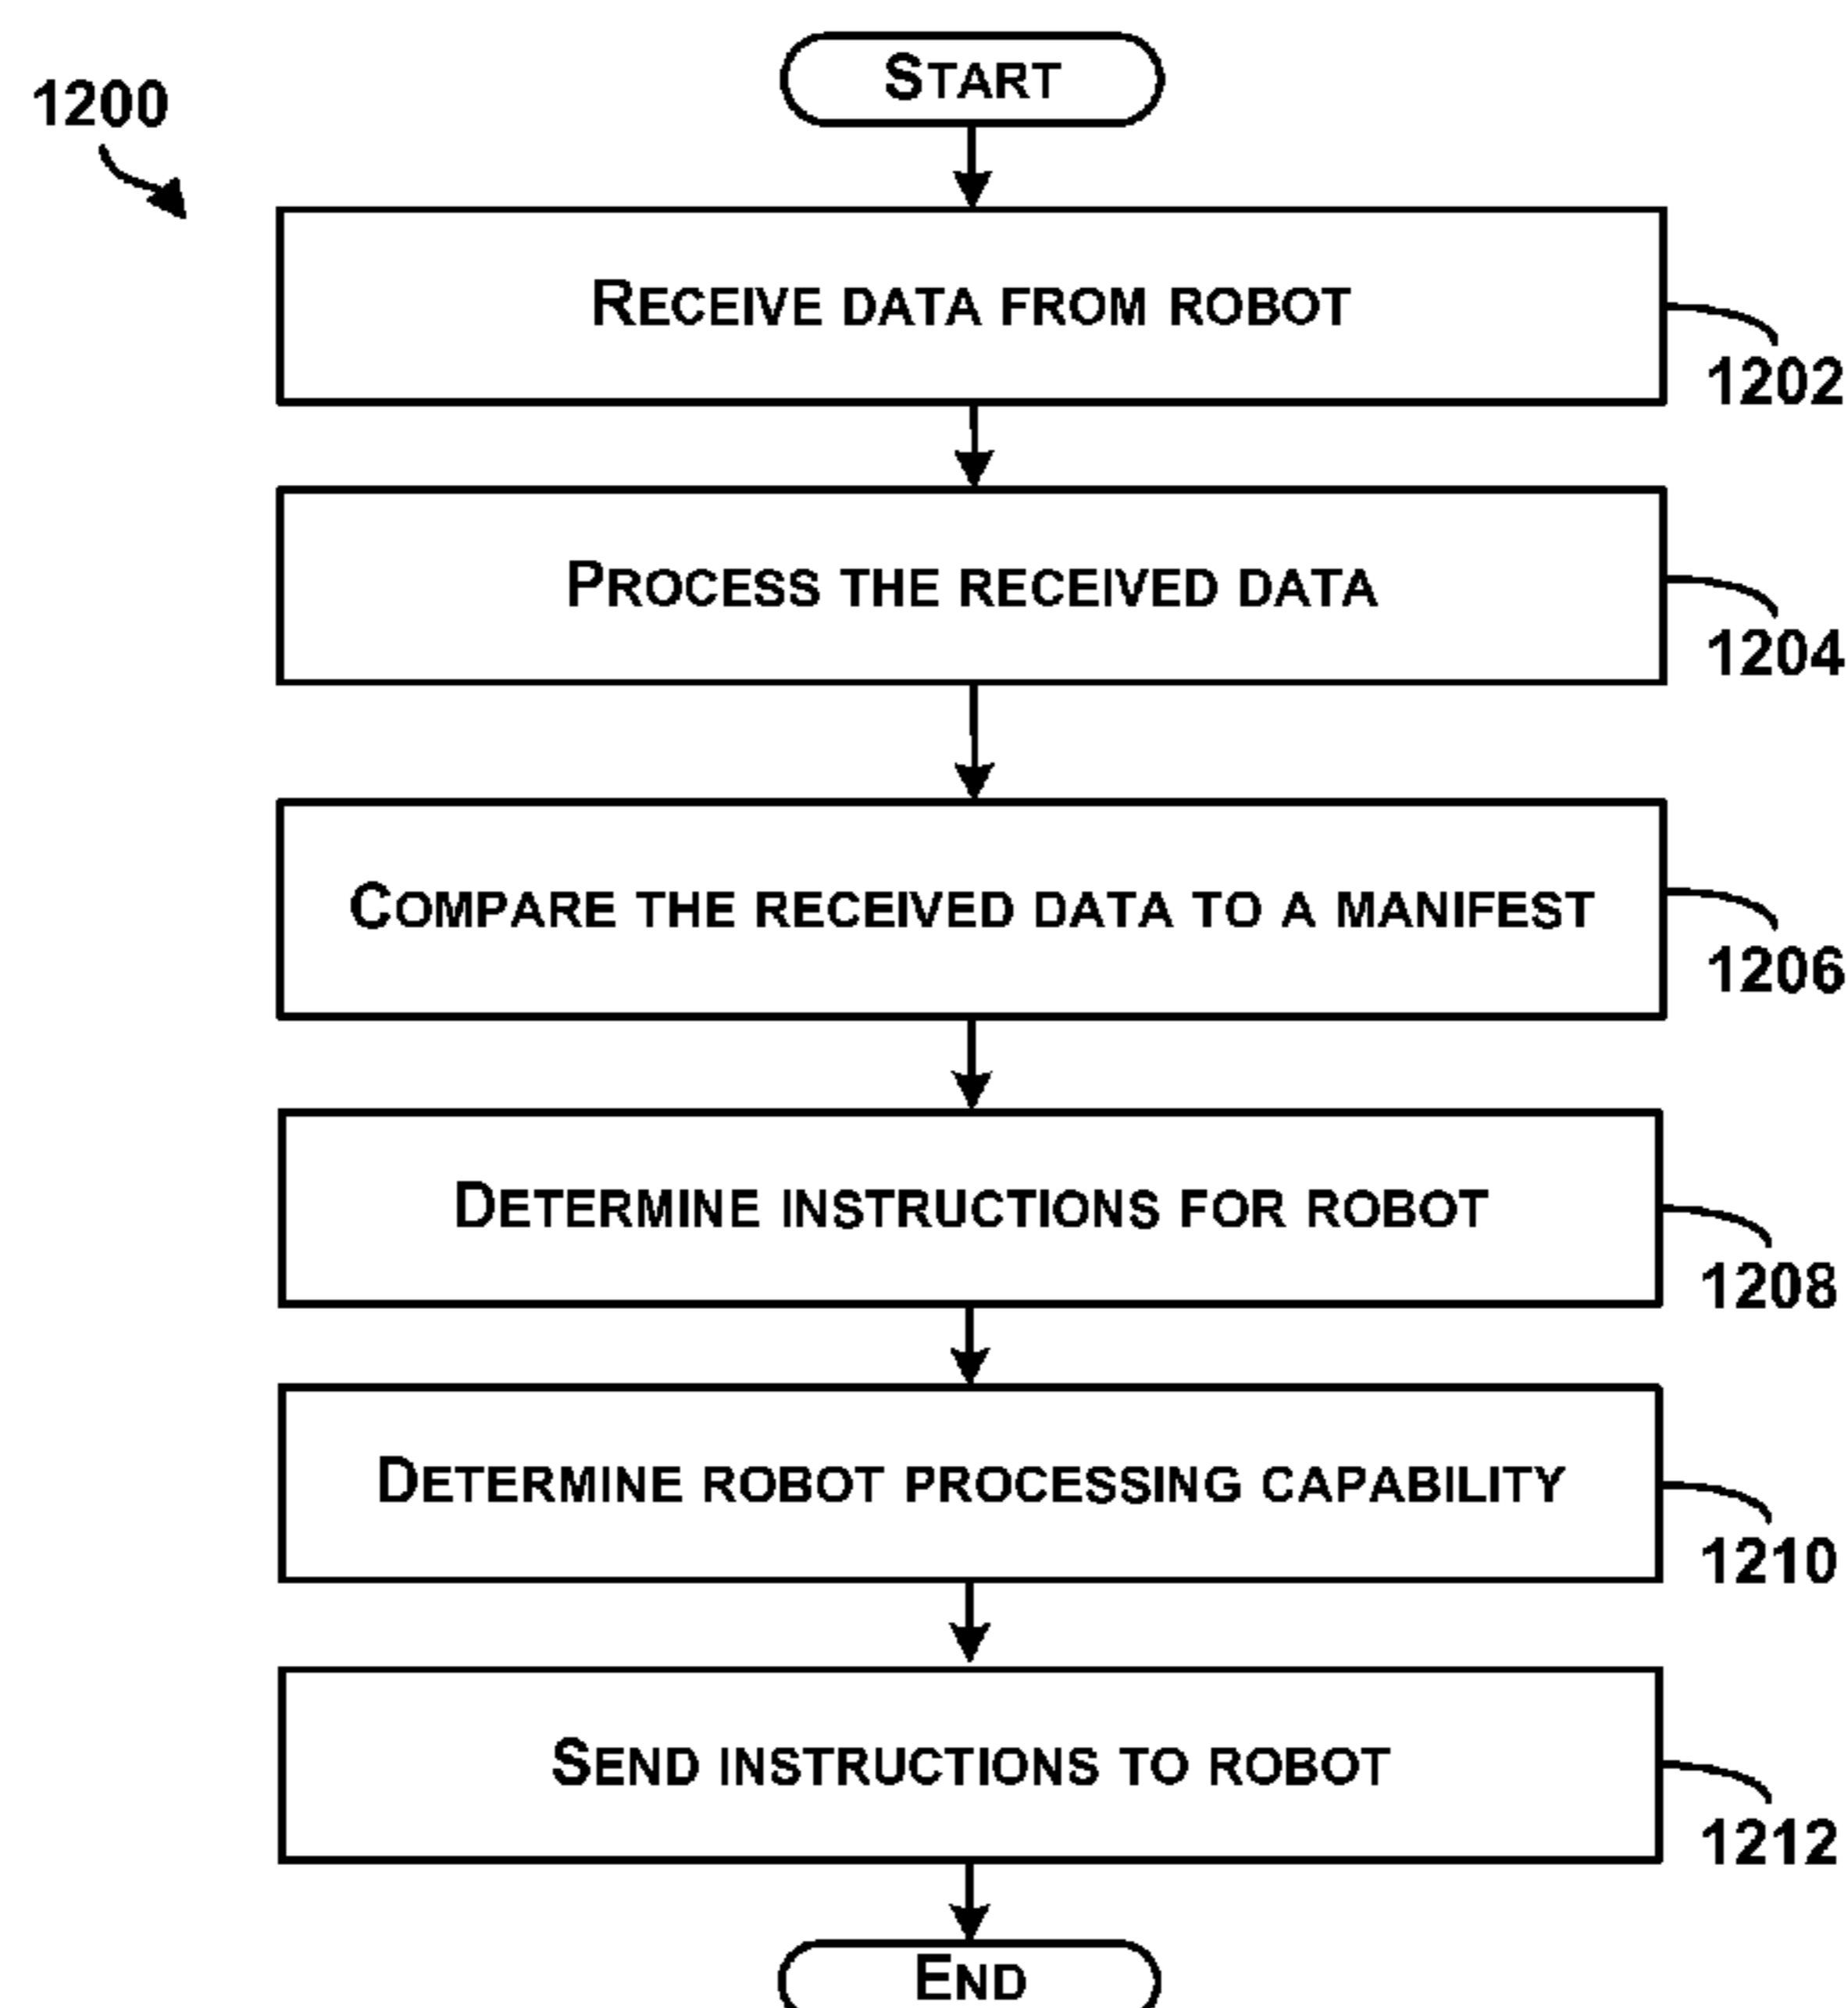 START
1200
RECEIVE DATA FROM ROBOT
1202
PROCESS THE RECEIVED DATA
1204
COMPARE THE RECEIVED DATA TO A MANIFEST
1206
DETERMINE INSTRUCTIONS FOR ROBOT
1208
DETERMINE ROBOT PROCESSING CAPABILITY
1210
SEND INSTRUCTIONS TO ROBOT
1212
END